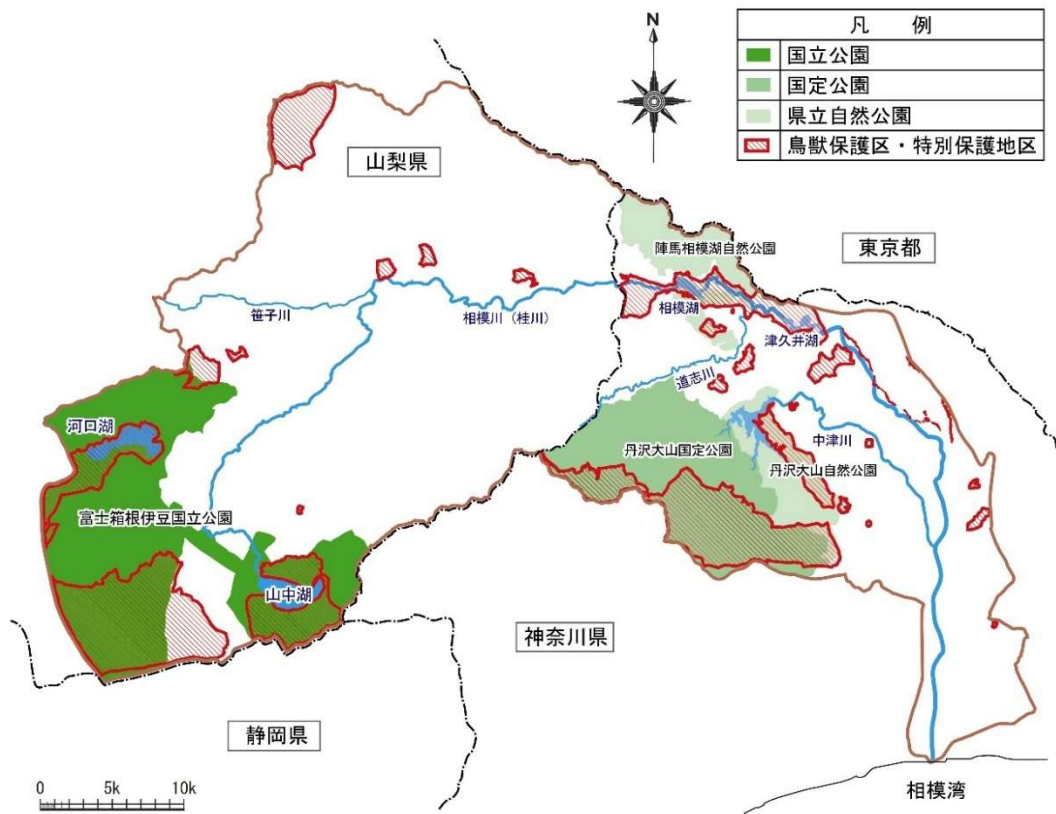 N
凡　例
国立公園
国定公園
県立自然公園
鳥獣保護区・特別保護地区
山梨県
東京都
陣馬相模湖自然公園
笹子川
相模川（桂川）
相模湖
津久井湖
道志川
河口湖
中津川
丹沢大山国定公園
丹沢大山自然公園
富士箱根伊豆国立公園
山中湖
神奈川県
静岡県
0 5k 10k
相模湾